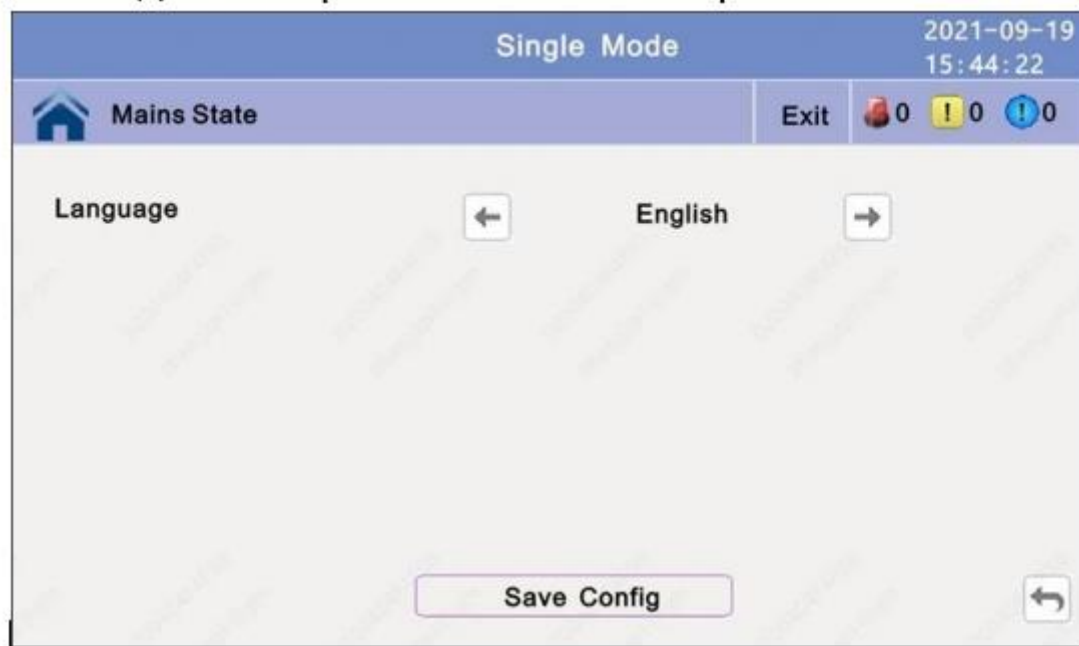 Single Mode
2021-09-19
15:44:22
Mains State
Exit
0
! 0
! 0
Language
← English →
Save Config